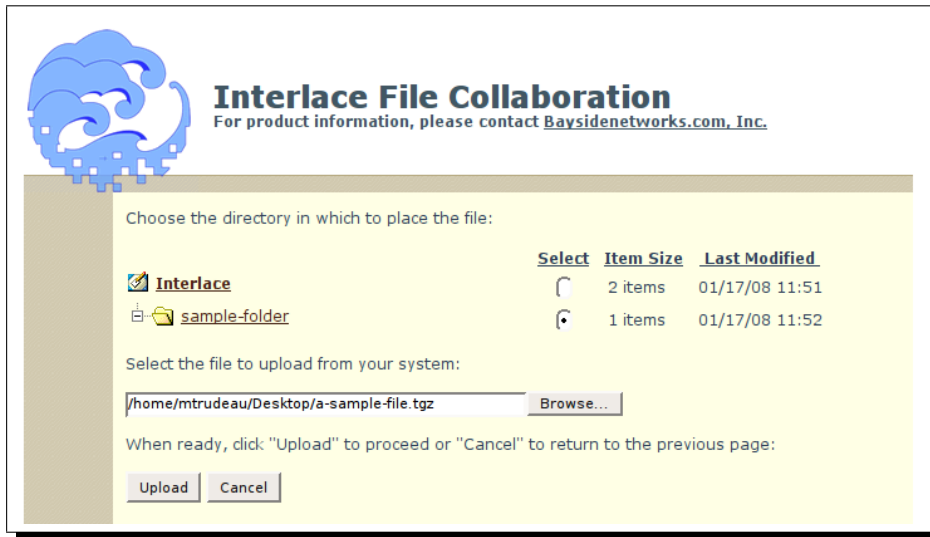 Interlace File Collaboration
For product information, please contact Baysidenetworks.com, Inc.
Choose the directory in which to place the file:
Select Item Size Last Modified
Interlace 2 items 01/17/08 11:51
sample-folder 1 items 01/17/08 11:52
Select the file to upload from your system:
/home/mtrudeau/Desktop/a-sample-file.tgz Browse...
When ready, click "Upload" to proceed or "Cancel" to return to the previous page:
Upload Cancel